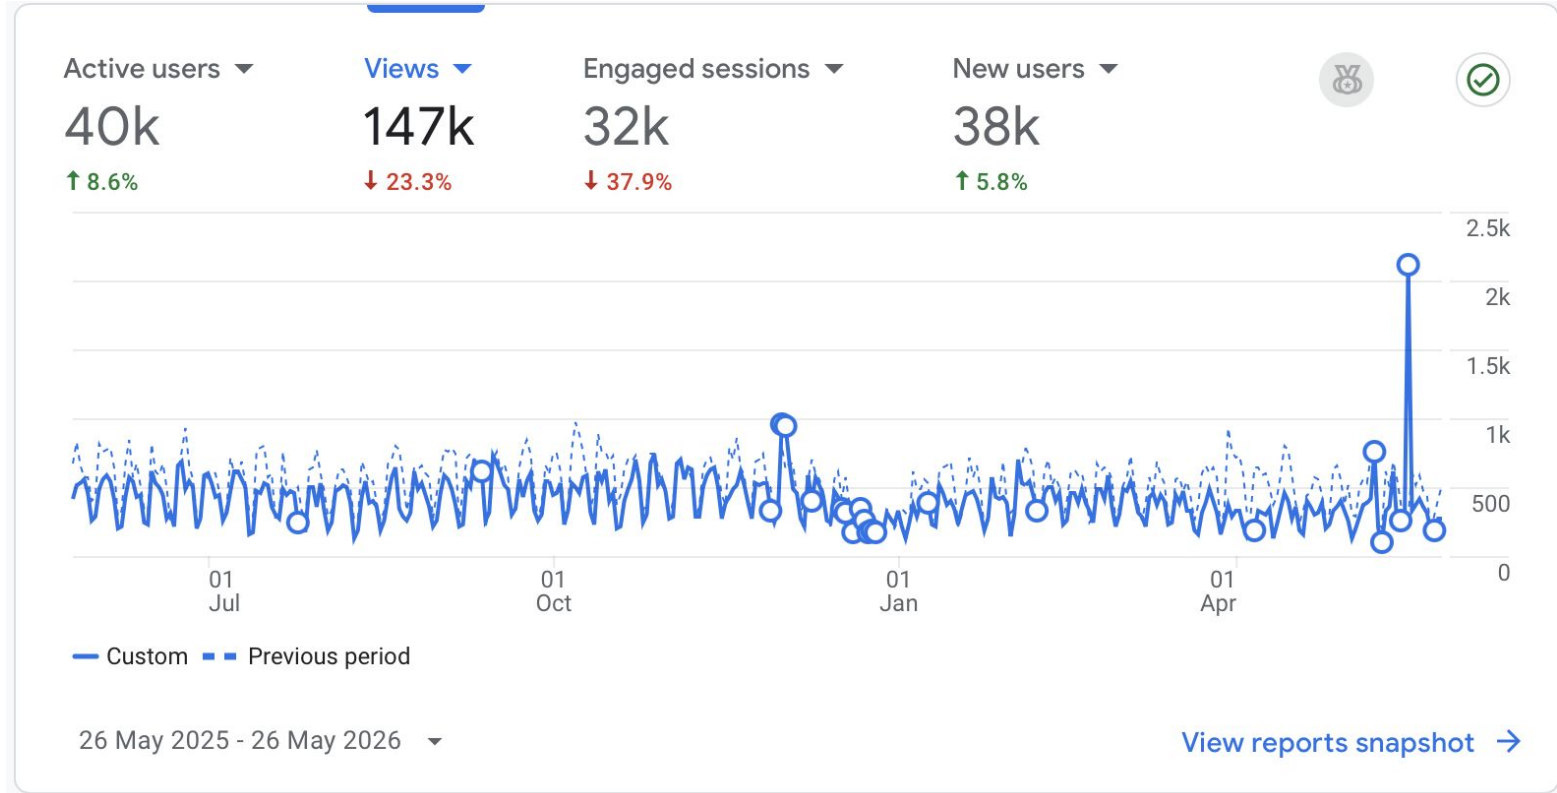 Active users
Views
Engaged sessions
New users
40k
147k
32k
38k
8.6%
23.3%
37.9%
5.8%
2.5k
2k
1.5k
1k
500
0
01
Jul
01
Oct
01
Jan
01
Apr
Custom
Previous period
26 May 2025 - 26 May 2026
View reports snapshot